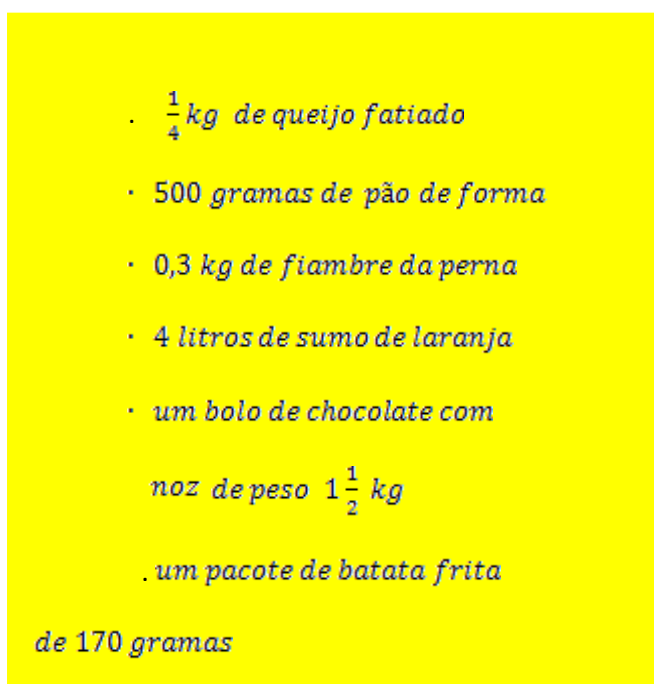 . 1/4 kg de queijo fatiado
· 500 gramas de pão de forma
· 0,3 kg de fiambre da perna
· 4 litros de sumo de laranja
· um bolo de chocolate com
noz de peso 1 1/2 kg
. um pacote de batata frita
de 170 gramas